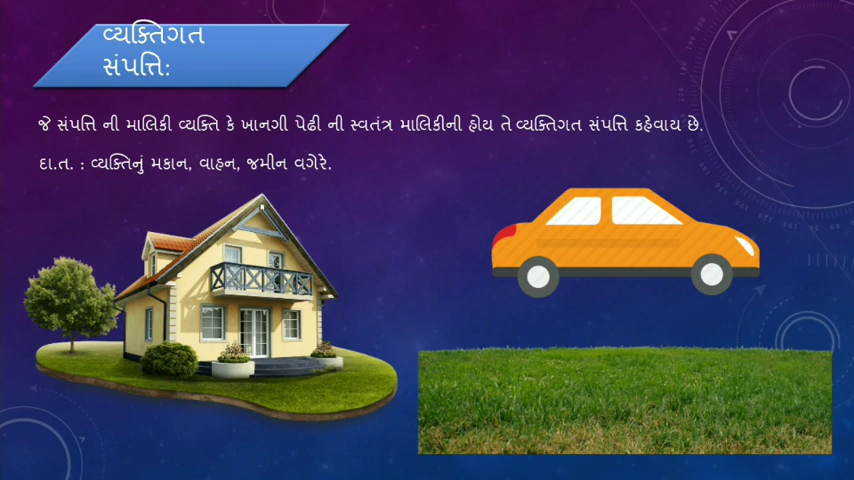 વ્યક્તિગત
સંપત્તિ:
જે સંપત્તિ ની માલિકી વ્યક્તિ કે ખાનગી પેઢી ની સ્વતંત્ર માલિકીની હોય તે વ્યક્તિગત સંપત્તિ કહેવાય છે.
દા.ત. : વ્યક્તિનું મકાન, વાહન, જમીન વગેરે.